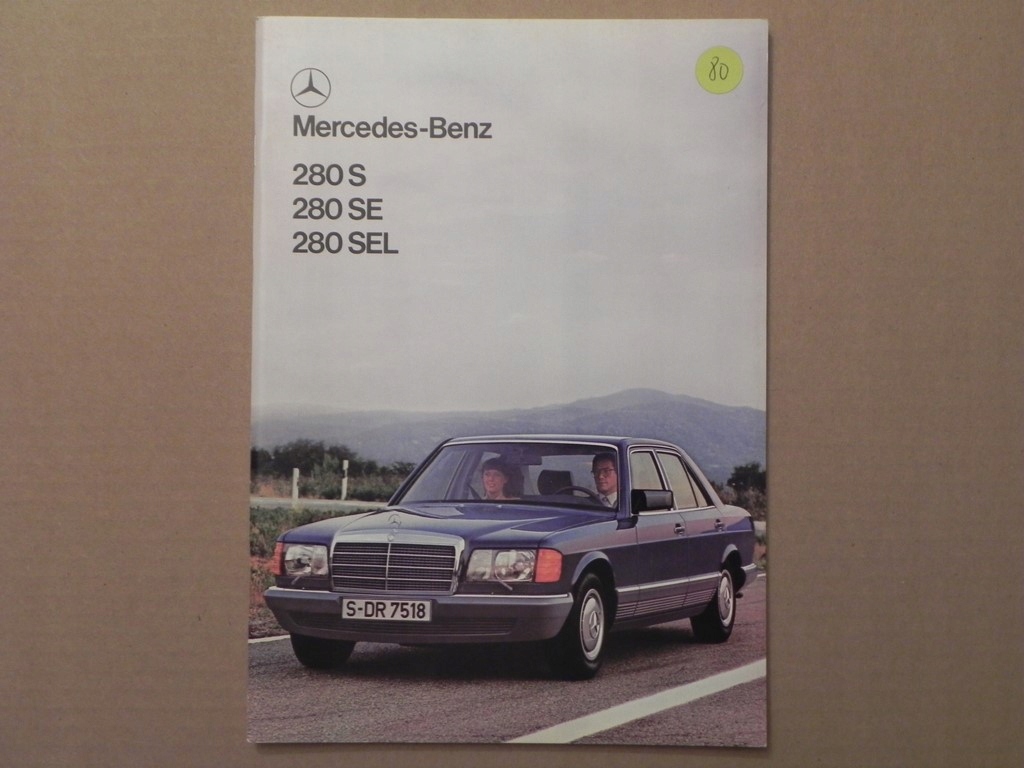 80
Mercedes-Benz
280 S
280 SE
280 SEL
S-DR 7518